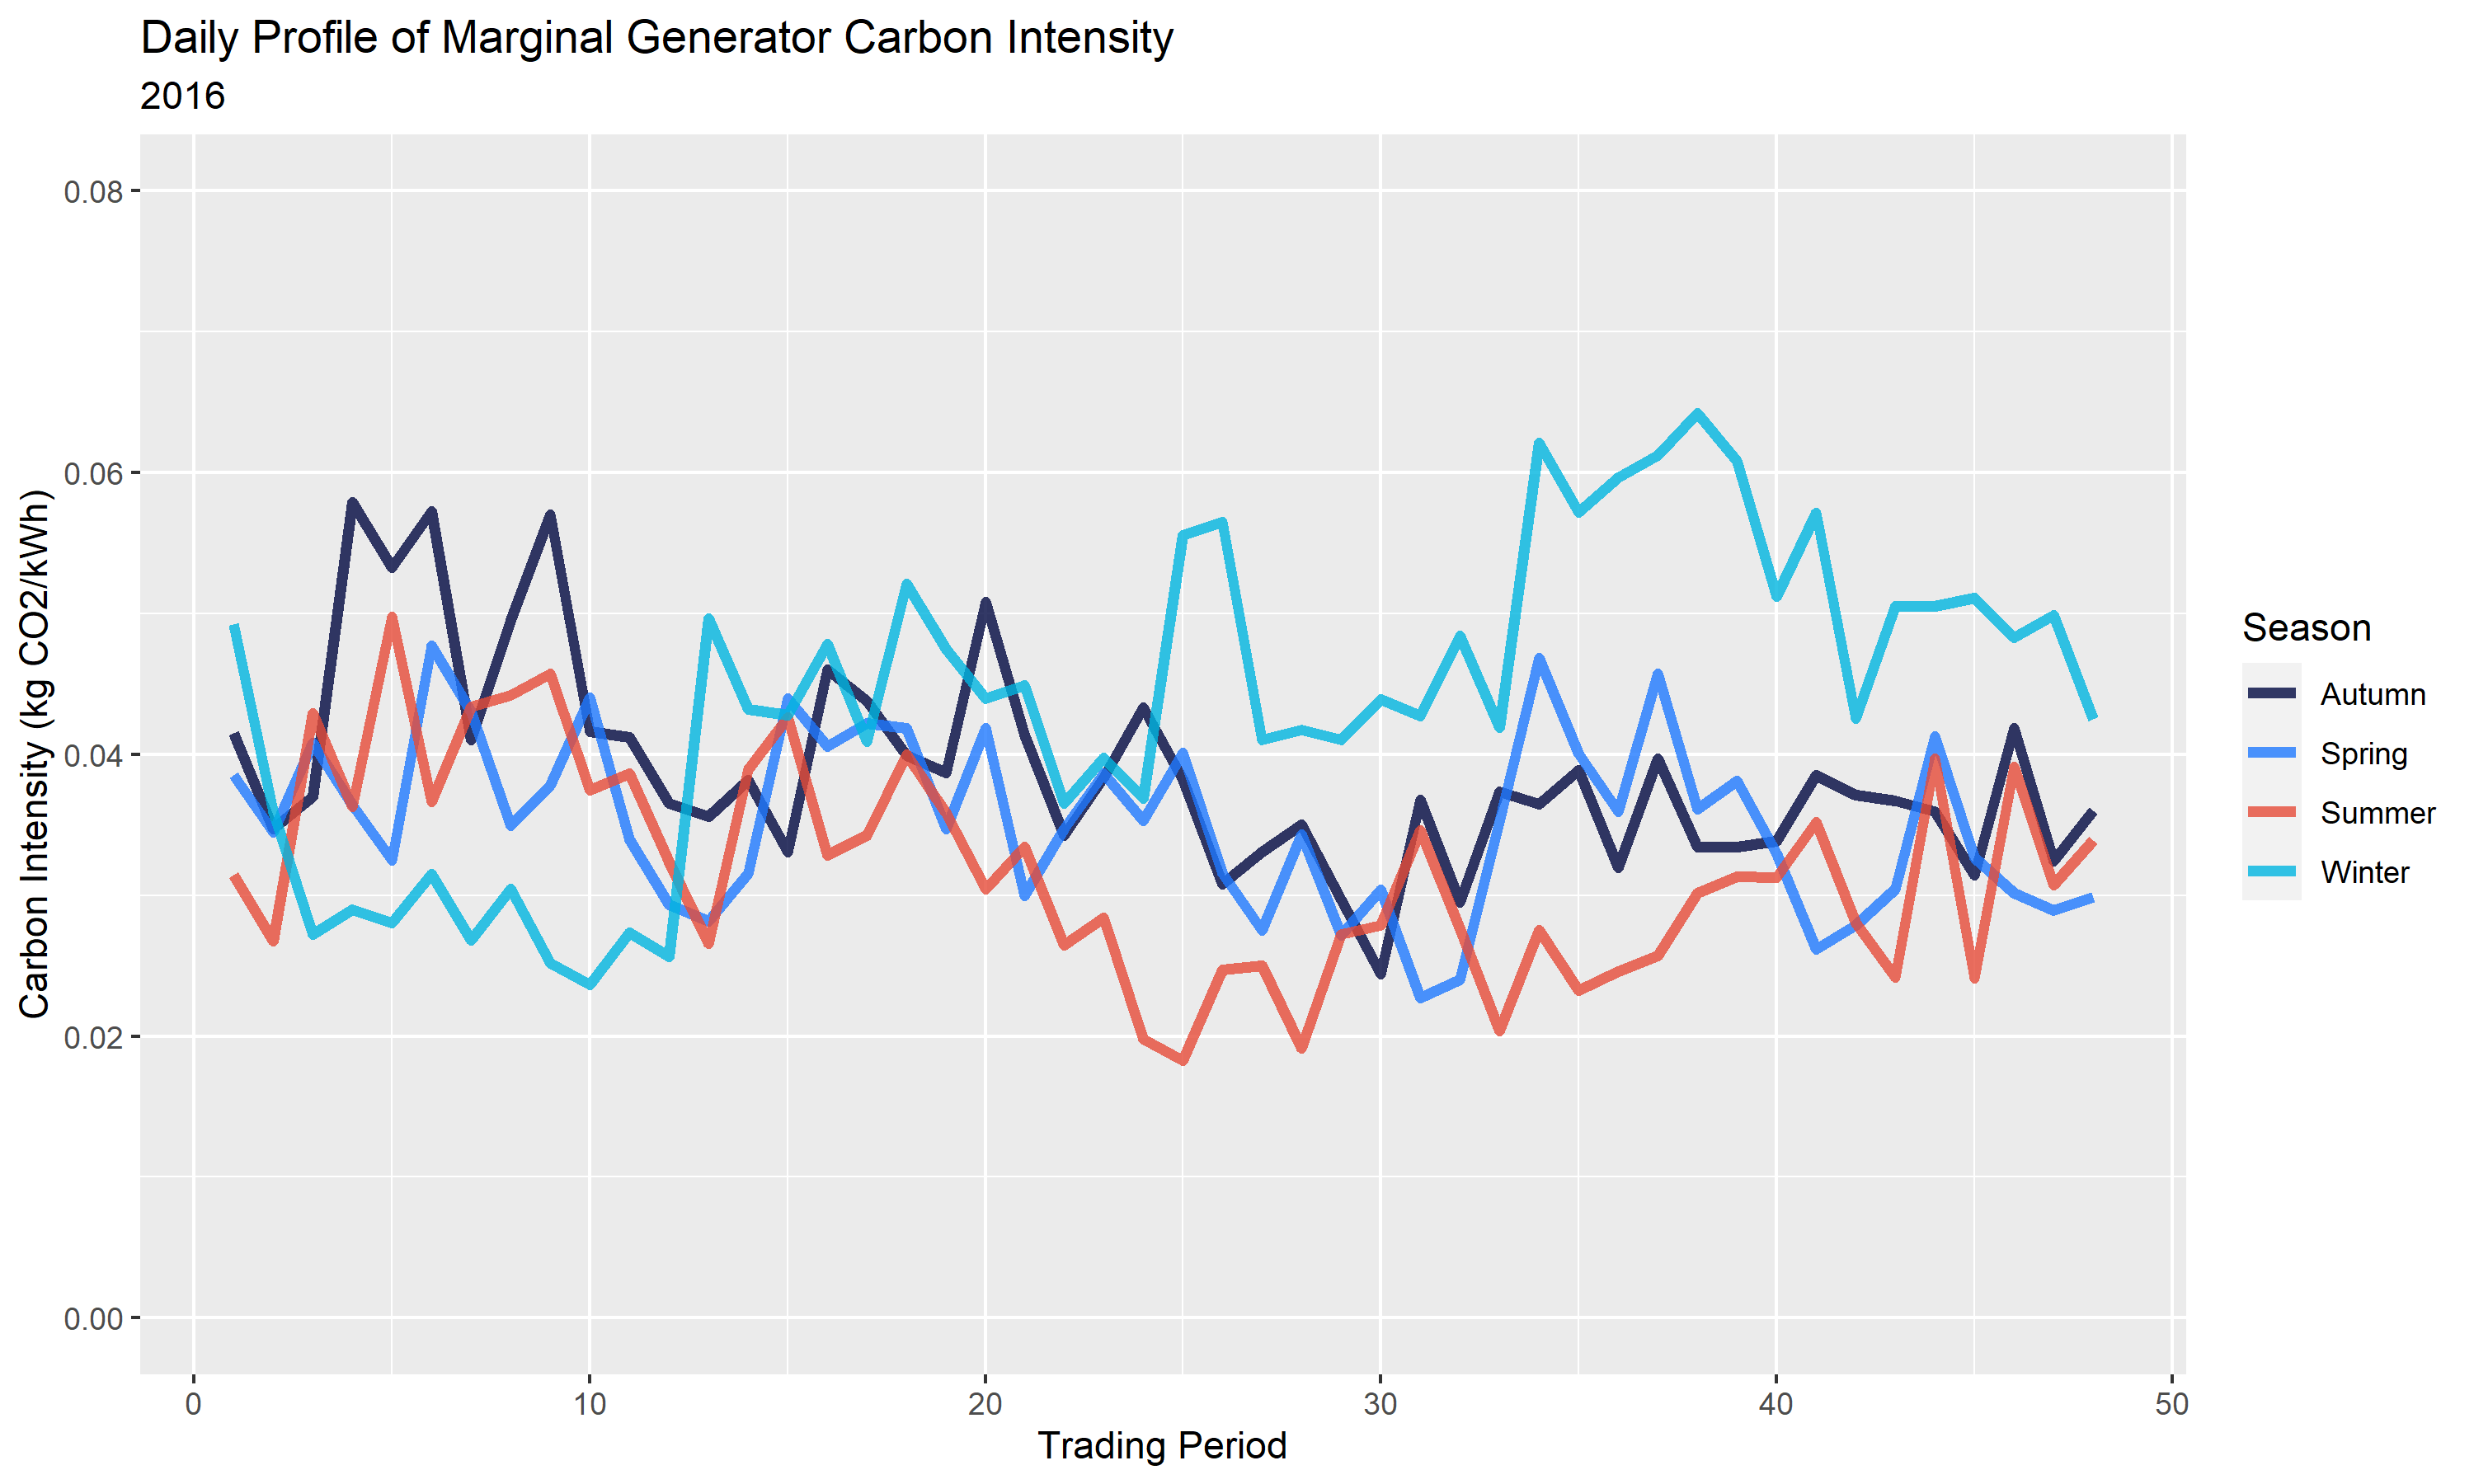 Daily Profile of Marginal Generator Carbon Intensity
2016
Carbon Intensity (kg CO2/kWh)
0.08
0.06
0.04
0.02
0.00
0 10 20 30 40 50
Trading Period
Season
Autumn
Spring
Summer
Winter